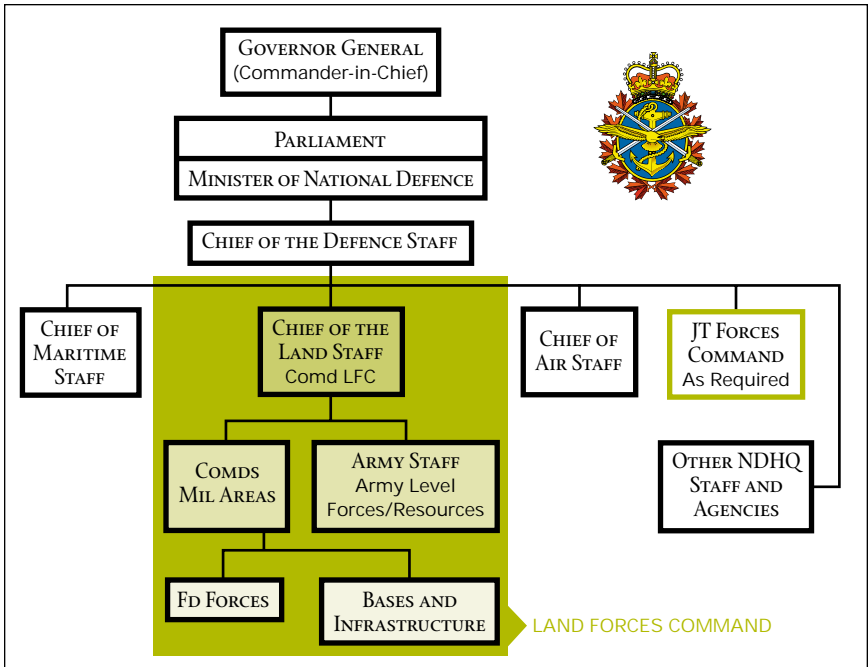 GOVERNOR GENERAL
(Commander-in-Chief)
PARLIAMENT
MINISTER OF NATIONAL DEFENCE
CHIEF OF THE DEFENCE STAFF
CHIEF OF
MARITIME
STAFF
CHIEF OF THE
LAND STAFF
Comd LFC
CHIEF OF
AIR STAFF
JT FORCES
COMMAND
As Required
COMDS
MIL AREAS
ARMY STAFF
Army Level
Forces/Resources
OTHER NDHQ
STAFF AND
AGENCIES
FD FORCES
BASES AND
INFRASTRUCTURE
LAND FORCES COMMAND